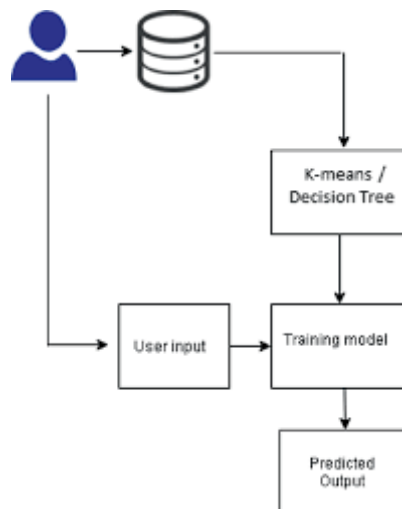 K-means /
Decision Tree
User input
Training model
Predicted
Output